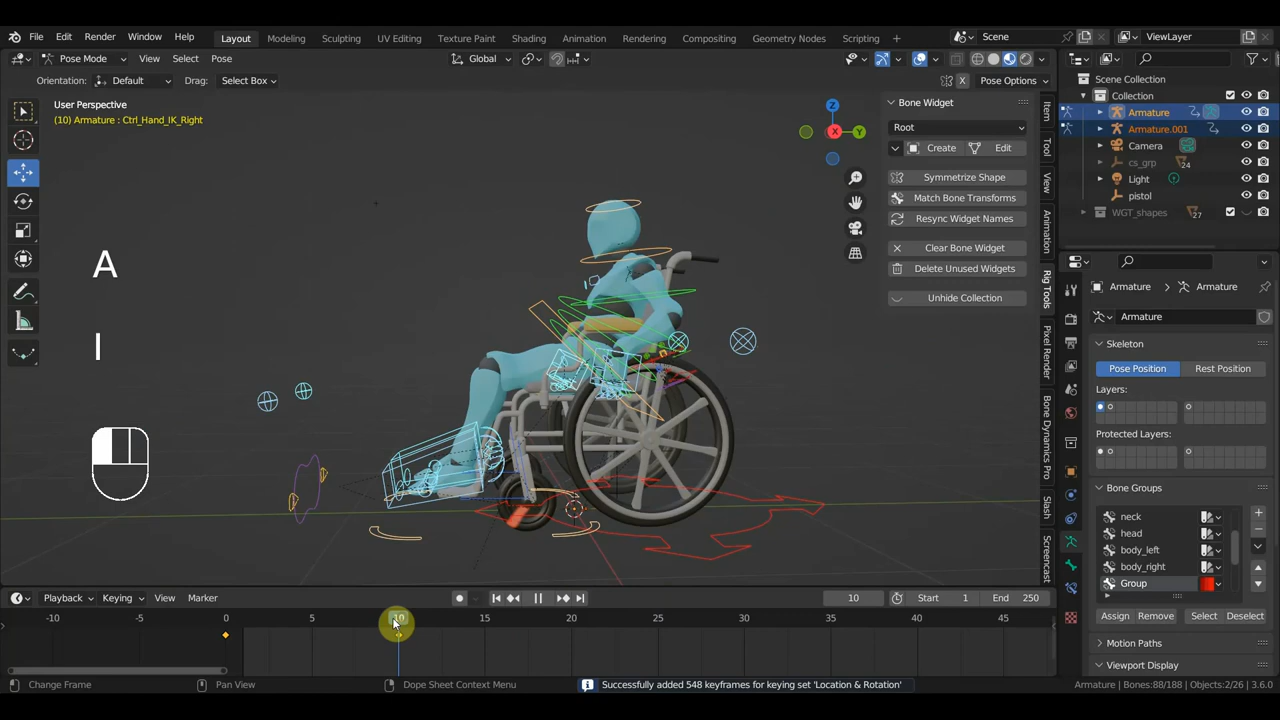 File Edit Render Window Help Layout Modeling Sculpting UV Editing Texture Paint Shading Animation Rendering Compositing Geometry Nodes Scripting + Scene ViewLayer
Pose Mode View Select Pose Global
Orientation: Default Drag: Select Box X Pose Options
User Perspective
(10) Armature : Ctrl_Hand_IK_Right
Z
Y
X
Bone Widget
Root
Create Edit
Symmetrize Shape
Match Bone Transforms
Resync Widget Names
Clear Bone Widget
Delete Unused Widgets
Unhide Collection
Item
Tool
View
Animation
Rig Tools
Pixel Render
Bone Dynamics Pro
Slash
Screencast
Scene Collection
Collection
Armature
Armature.001
Camera
cs_grp 24
Light
pistol
WGT_shapes 27
Armature > Armature
Armature
Skeleton
Pose Position Rest Position
Layers:
Protected Layers:
Bone Groups
neck
head
body_left
body_right
Group
Assign Remove Select Deselect
Motion Paths
Viewport Display
A
I
Playback Keying View Marker 10 Start 1 End 250
-10 -5 0 5 10 15 20 25 30 35 40 45
Change Frame Pan View Dope Sheet Context Menu Successfully added 548 keyframes for keying set 'Location & Rotation' Armature | Bones:88/188 | Objects:2/26 | 3.6.0